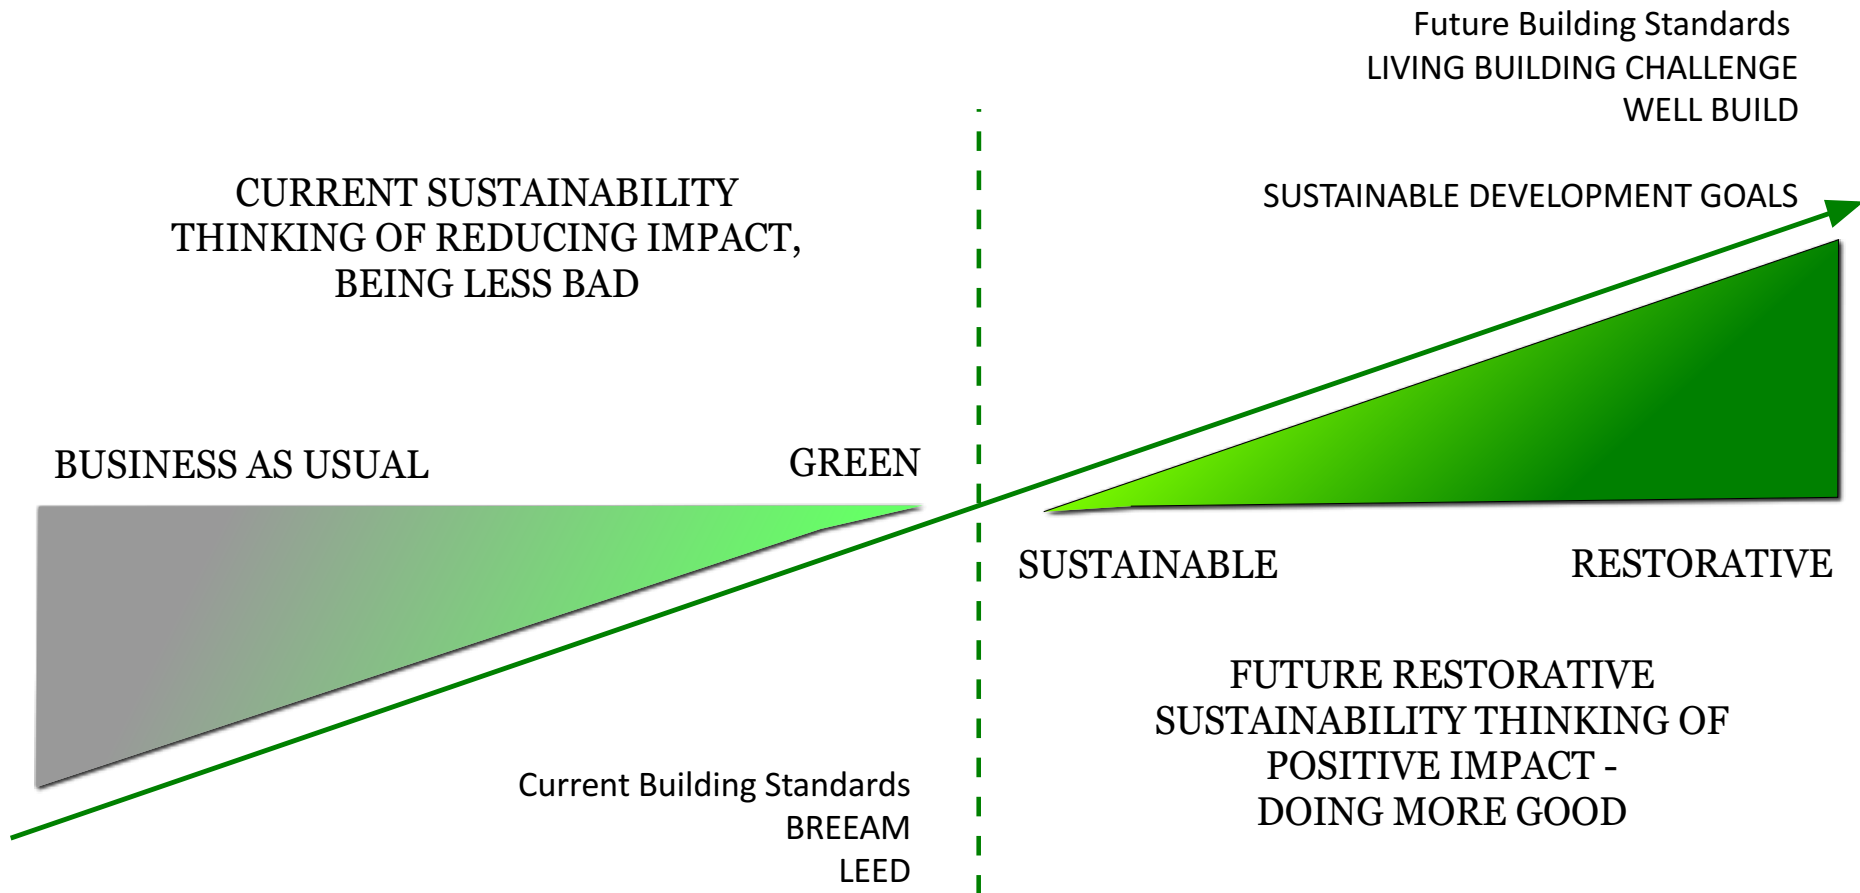 Future Building Standards
LIVING BUILDING CHALLENGE
WELL BUILD
CURRENT SUSTAINABILITY
THINKING OF REDUCING IMPACT,
BEING LESS BAD
SUSTAINABLE DEVELOPMENT GOALS
BUSINESS AS USUAL
GREEN
SUSTAINABLE
RESTORATIVE
FUTURE RESTORATIVE
SUSTAINABILITY THINKING OF
POSITIVE IMPACT -
DOING MORE GOOD
Current Building Standards
BREEAM
LEED